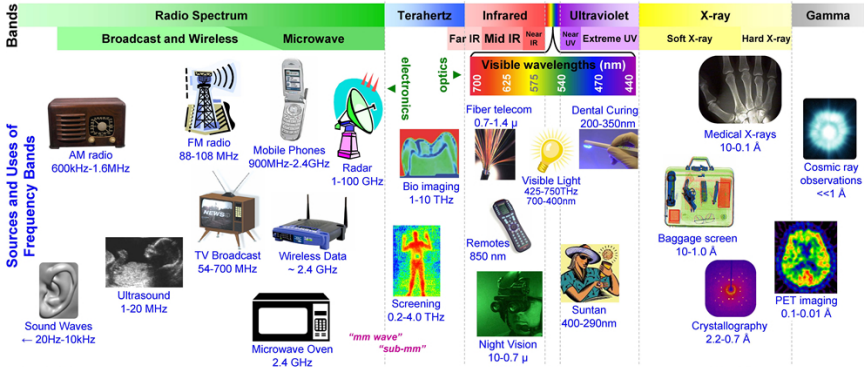 Bands
Radio Spectrum
Terahertz
Infrared
Ultraviolet
X-ray
Gamma
Broadcast and Wireless
Microwave
Far IR
Mid IR
Near
IR
Near
UV
Extreme UV
Soft X-ray
Hard X-ray
electronics
optics
Visible wavelengths (nm)
700
625
575
540
470
440
Sources and Uses of
Frequency Bands
AM radio
600kHz-1.6MHz
FM radio
88-108 MHz
Mobile Phones
900MHz-2.4GHz
Radar
1-100 GHz
Bio imaging
1-10 THz
Fiber telecom
0.7-1.4 µ
Visible Light
425-750THz
700-400nm
Dental Curing
200-350nm
Medical X-rays
10-0.1 Å
Cosmic ray
observations
<<1 Å
NEWS
TV Broadcast
54-700 MHz
Wireless Data
~ 2.4 GHz
Remotes
850 nm
Baggage screen
10-1.0 Å
Ultrasound
1-20 MHz
Screening
0.2-4.0 THz
Suntan
400-290nm
PET imaging
0.1-0.01 Å
Sound Waves
← 20Hz-10kHz
Microwave Oven
2.4 GHz
"mm wave"
"sub-mm"
Night Vision
10-0.7 µ
Crystallography
2.2-0.7 Å